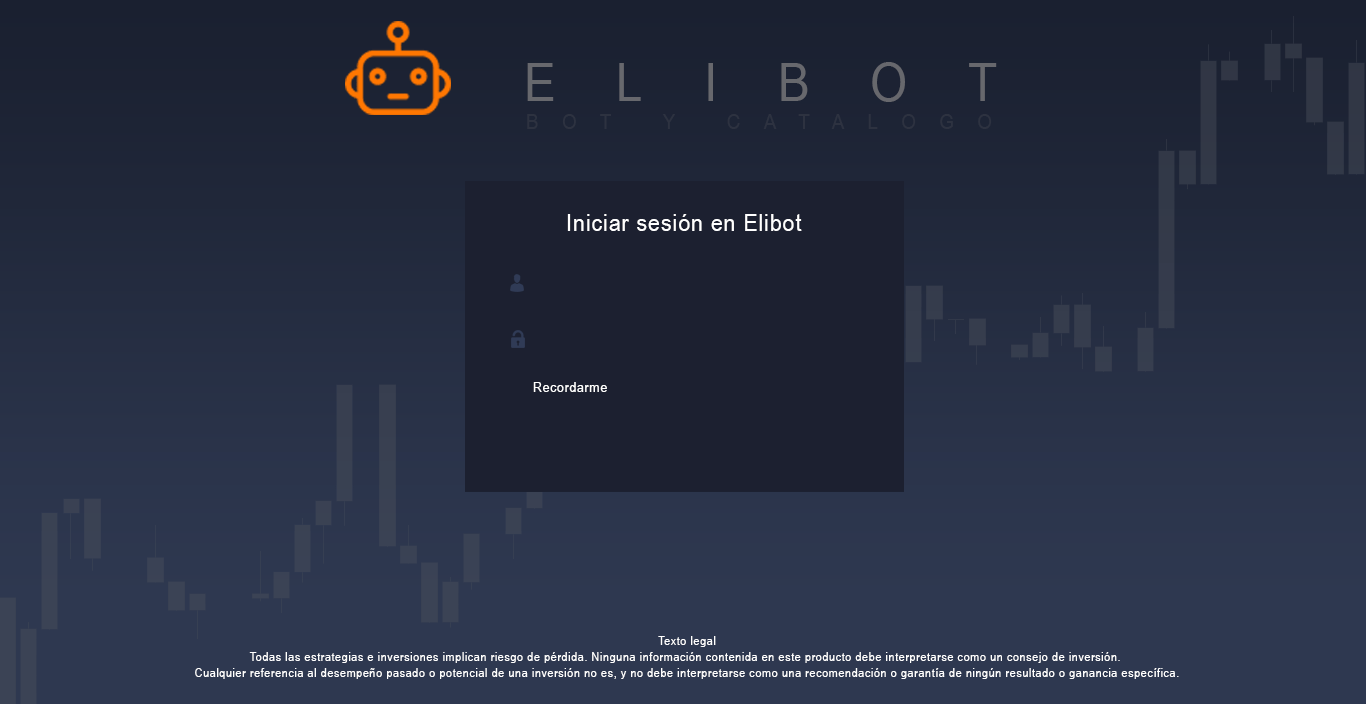 ELIBOT
BOT Y CATALOGO
Iniciar sesión en Elibot
Recordarme
Texto legal
Todas las estrategias e inversiones implican riesgo de pérdida. Ninguna información contenida en este producto debe interpretarse como un consejo de inversión.
Cualquier referencia al desempeño pasado o potencial de una inversión no es, y no debe interpretarse como una recomendación o garantía de ningún resultado o ganancia específica.